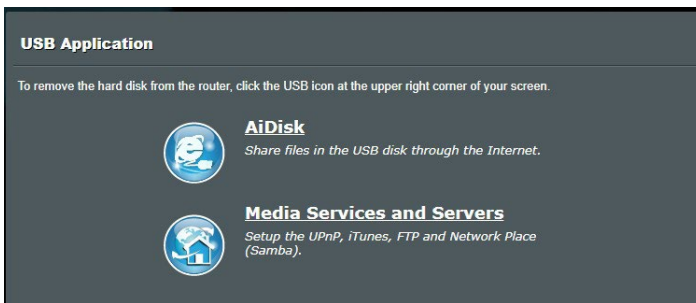 USB Application
To remove the hard disk from the router, click the USB icon at the upper right corner of your screen.
AiDisk
Share files in the USB disk through the Internet.
Media Services and Servers
Setup the UPnP, iTunes, FTP and Network Place
(Samba).